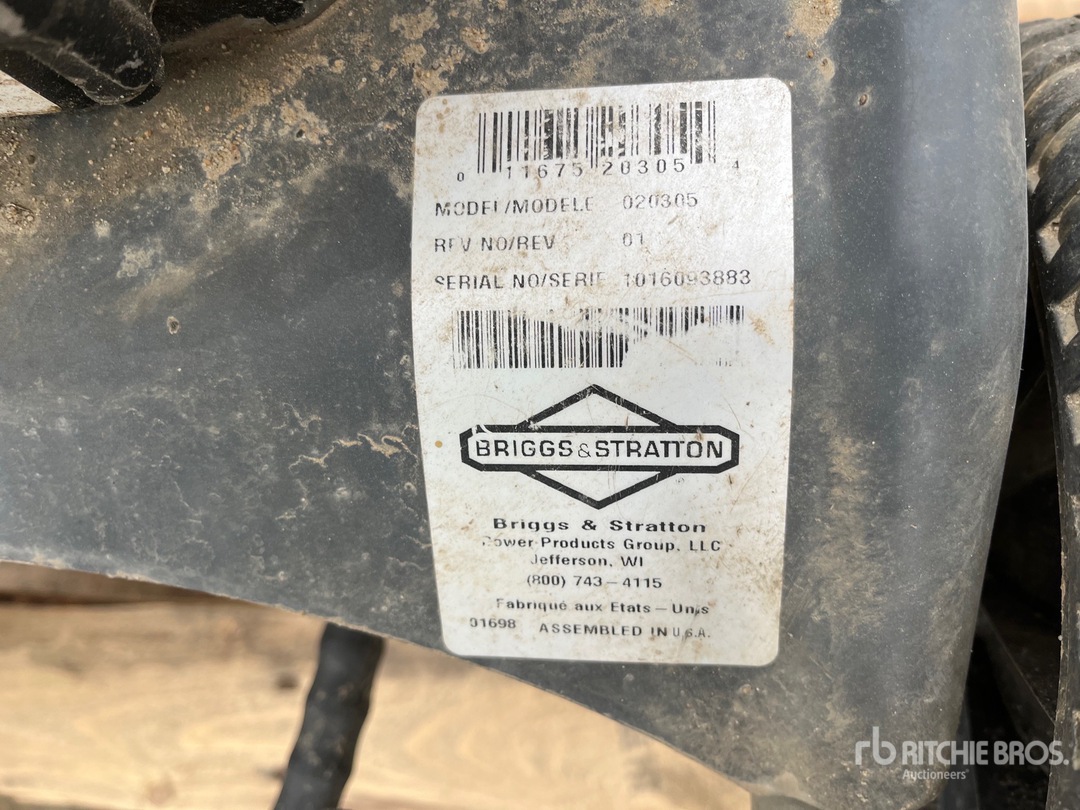 0 11675 20305 4
MODEL/MODELE 020305
REV NO/REV 01
SERIAL NO/SERIE 1016093883
BRIGGS & STRATTON
Briggs & Stratton
Power Products Group, LLC
Jefferson, WI
(800) 743-4115
Fabriqué aux Etats-Unis
01698 ASSEMBLED IN U.S.A.
rb RITCHIE BROS.
Auctioneers